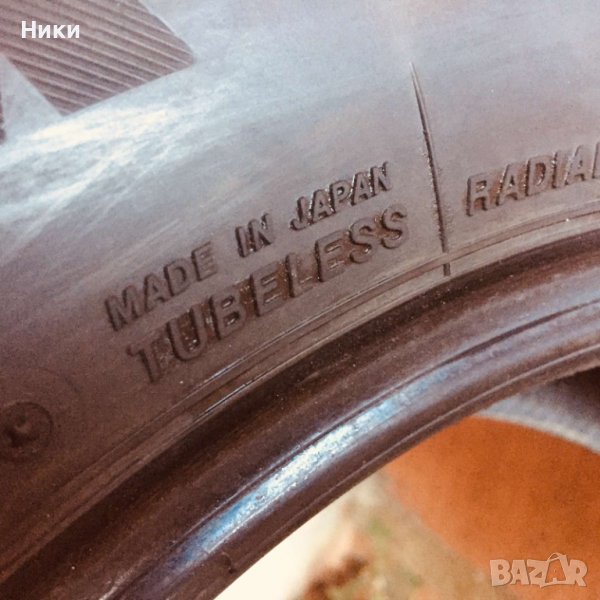 Ники
MADE IN JAPAN
TUBELESS
RADIAL
BAZAR